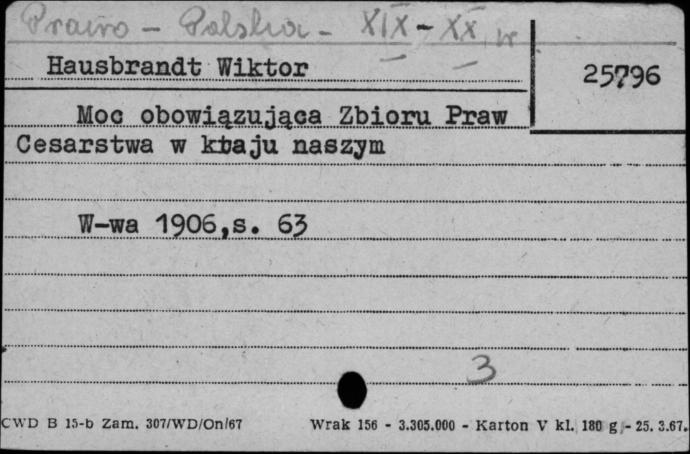 Prawo - Polska - XIX - XX w
Hausbrandt Wiktor
25796
Moc obowiązująca Zbioru Praw
Cesarstwa w kraju naszym
W-wa 1906,s. 63
3
CWD B 15-b Zam. 307/WD/On/67 Wrak 156 - 3.305.000 - Karton V kl. 180 g - 25. 3.67.